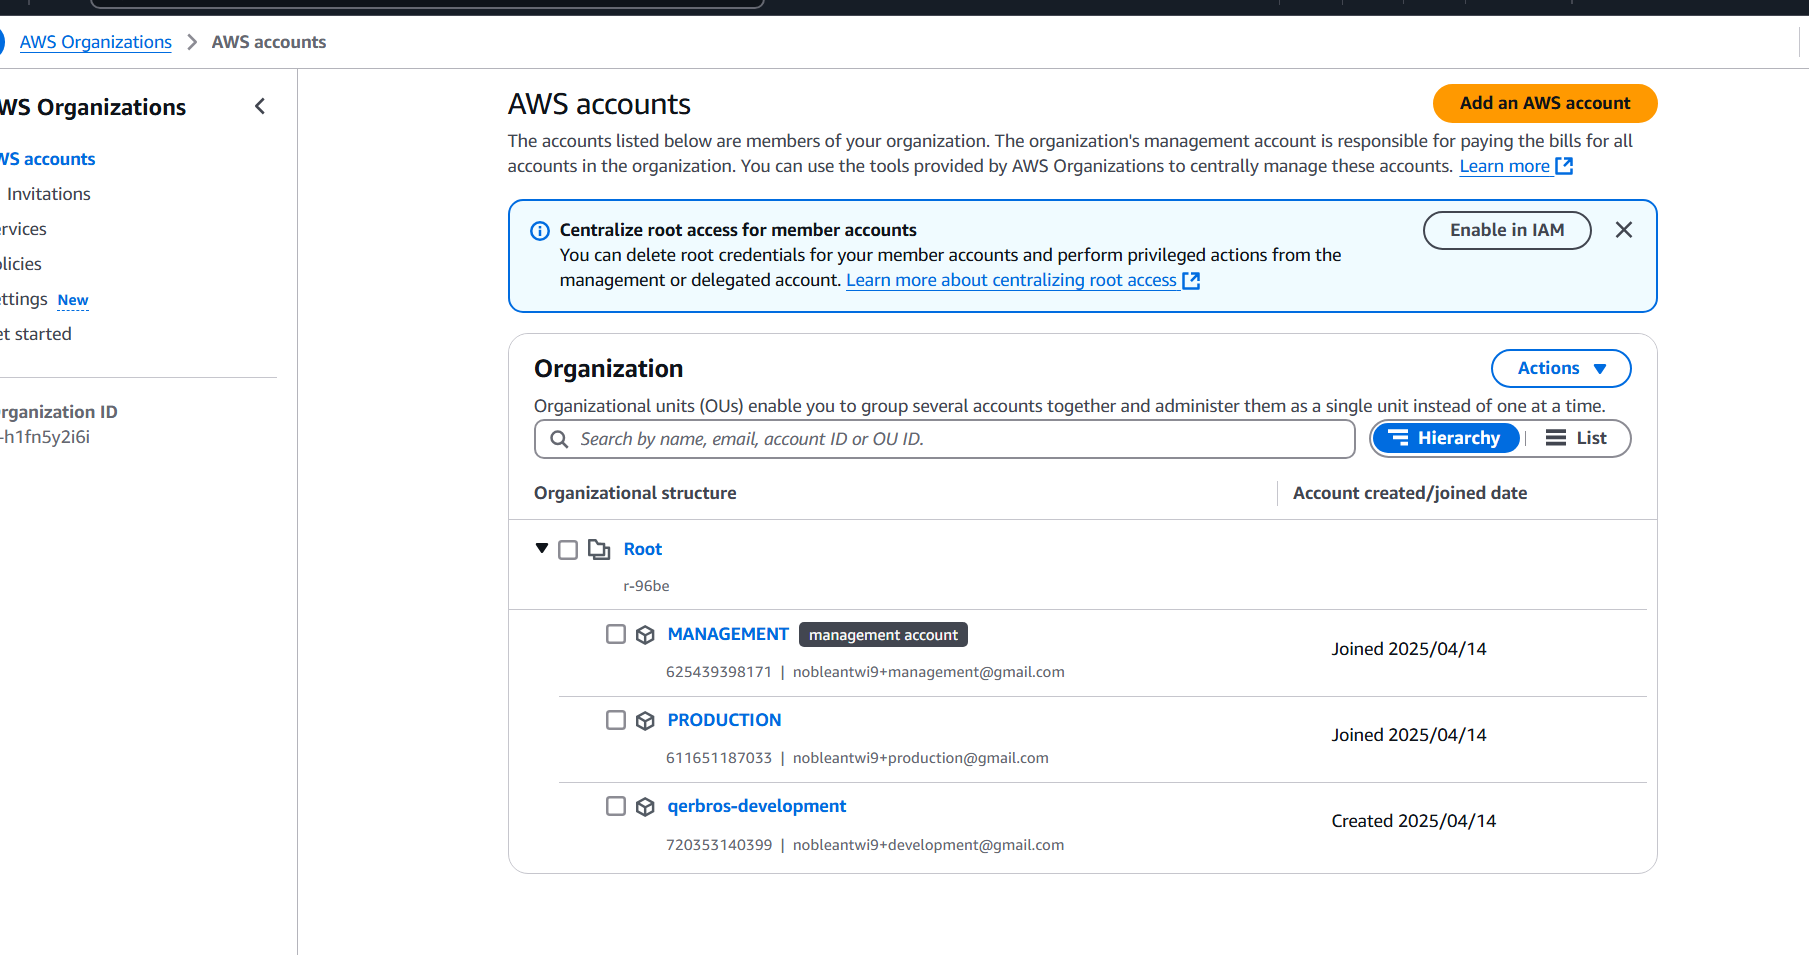 AWS Organizations > AWS accounts
WS Organizations
WS accounts
Invitations
rvices
olicies
ettings New
et started
rganization ID
-h1fn5y2i6i
AWS accounts
Add an AWS account
The accounts listed below are members of your organization. The organization's management account is responsible for paying the bills for all
accounts in the organization. You can use the tools provided by AWS Organizations to centrally manage these accounts. Learn more
Centralize root access for member accounts
Enable in IAM
You can delete root credentials for your member accounts and perform privileged actions from the
management or delegated account. Learn more about centralizing root access
Organization
Actions
Organizational units (OUs) enable you to group several accounts together and administer them as a single unit instead of one at a time.
Search by name, email, account ID or OU ID.
Hierarchy
List
Organizational structure
Account created/joined date
Root
r-96be
MANAGEMENT management account
Joined 2025/04/14
625439398171 | nobleantwi9+management@gmail.com
PRODUCTION
Joined 2025/04/14
611651187033 | nobleantwi9+production@gmail.com
qerbros-development
Created 2025/04/14
720353140399 | nobleantwi9+development@gmail.com